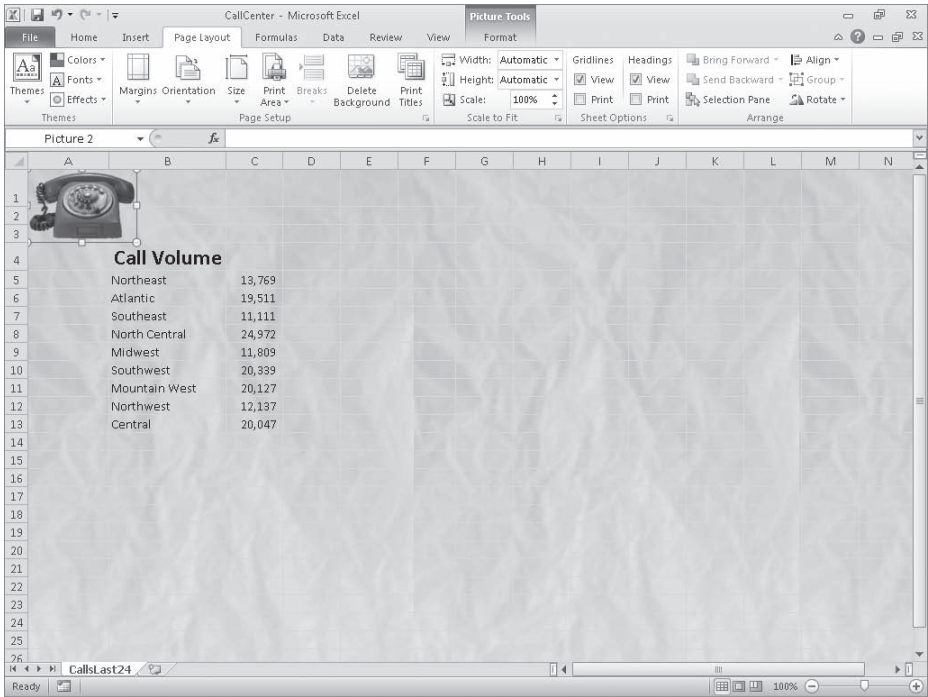 CallCenter - Microsoft Excel
Picture Tools
File Home Insert Page Layout Formulas Data Review View Format
Themes
Colors
Fonts
Effects
Themes
Margins
Orientation
Size
Print Area
Breaks
Delete Background
Print Titles
Page Setup
Width: Automatic
Height: Automatic
Scale: 100%
Scale to Fit
Gridlines Headings
View View
Print Print
Sheet Options
Bring Forward
Send Backward
Selection Pane
Align
Group
Rotate
Arrange
Picture 2 fx
A B C D E F G H I J K L M N
1
2
3
4 Call Volume
5 Northeast 13,769
6 Atlantic 19,511
7 Southeast 11,111
8 North Central 24,972
9 Midwest 11,809
10 Southwest 20,339
11 Mountain West 20,127
12 Northwest 12,137
13 Central 20,047
14
15
16
17
18
19
20
21
22
23
24
25
26
CallsLast24
Ready 100%